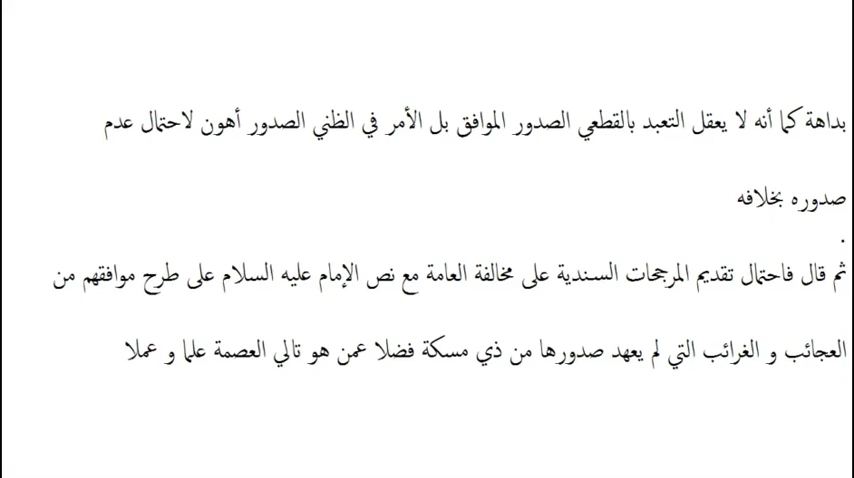 بداهة كما أنه لا يعقل التعبد بالقطعي الصدور الموافق بل الأمر في الظني الصدور أهون لاحتمال عدم
صدوره بخلافه
.
ثم قال فاحتمال تقديم المرجحات السندية على مخالفة العامة مع نص الإمام عليه السلام على طرح موافقهم من
العجائب و الغرائب التي لم يعهد صدورها من ذي مسكة فضلا عمن هو تالي العصمة علما و عملا